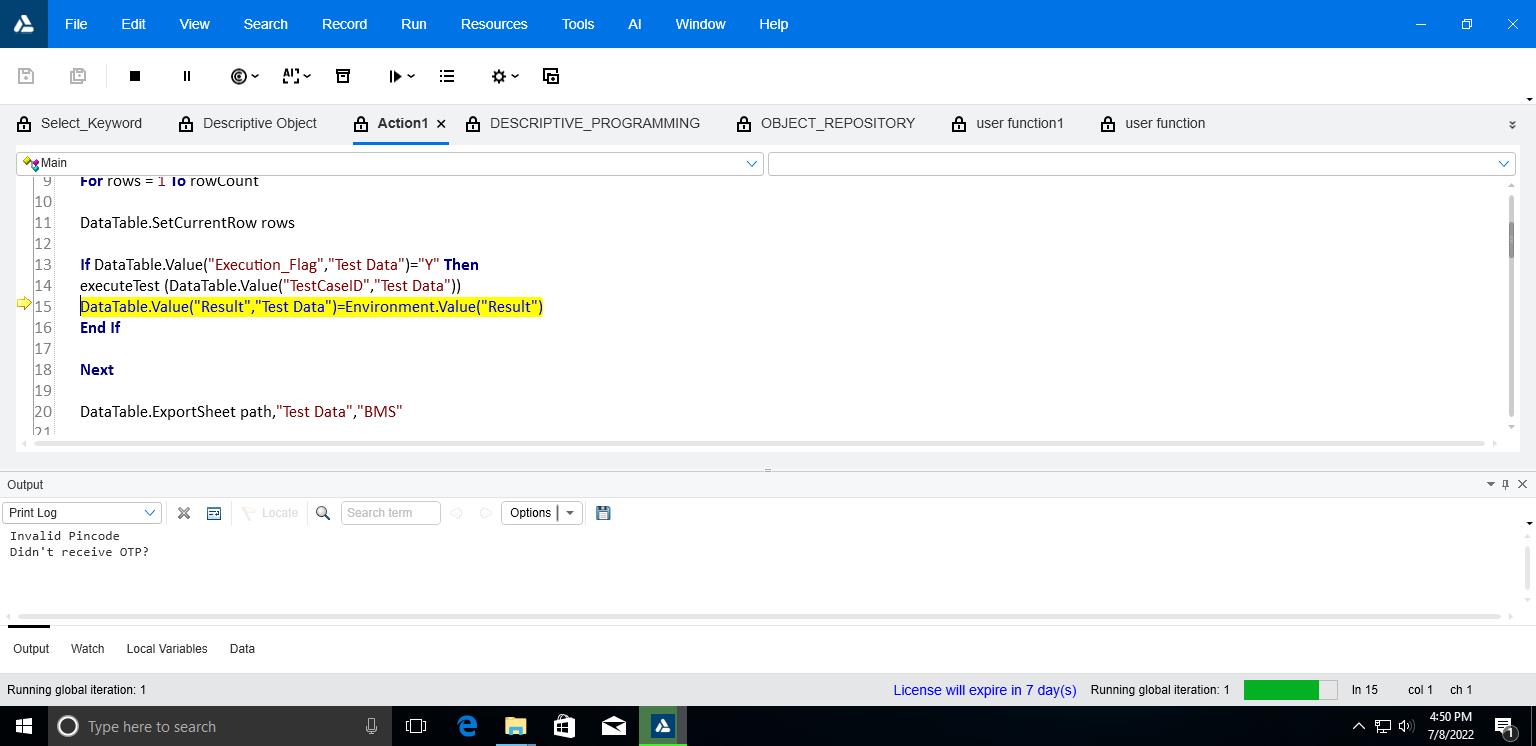 File Edit View Search Record Run Resources Tools AI Window Help
Select_Keyword Descriptive Object Action1 DESCRIPTIVE_PROGRAMMING OBJECT_REPOSITORY user function1 user function
Main
9 For rows = 1 To rowCount
10
11 DataTable.SetCurrentRow rows
12
13 If DataTable.Value("Execution_Flag","Test Data")="Y" Then
14 executeTest (DataTable.Value("TestCaseID","Test Data"))
15 DataTable.Value("Result","Test Data")=Environment.Value("Result")
16 End If
17
18 Next
19
20 DataTable.ExportSheet path,"Test Data","BMS"
21
Output
Print Log Locate Search term Options
Invalid Pincode
Didn't receive OTP?
Output Watch Local Variables Data
Running global iteration: 1 License will expire in 7 day(s) Running global iteration: 1 ln 15 col 1 ch 1
Type here to search
4:50 PM
7/8/2022
1